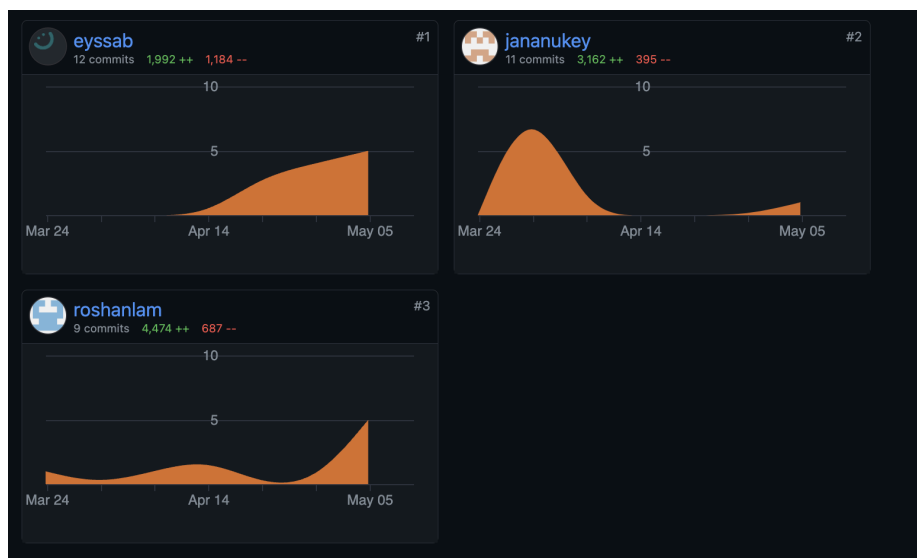 eyssab #1
12 commits 1,992 ++ 1,184 --
10
5
Mar 24 Apr 14 May 05
jananukey #2
11 commits 3,162 ++ 395 --
10
5
Mar 24 Apr 14 May 05
roshanlam #3
9 commits 4,474 ++ 687 --
10
5
Mar 24 Apr 14 May 05